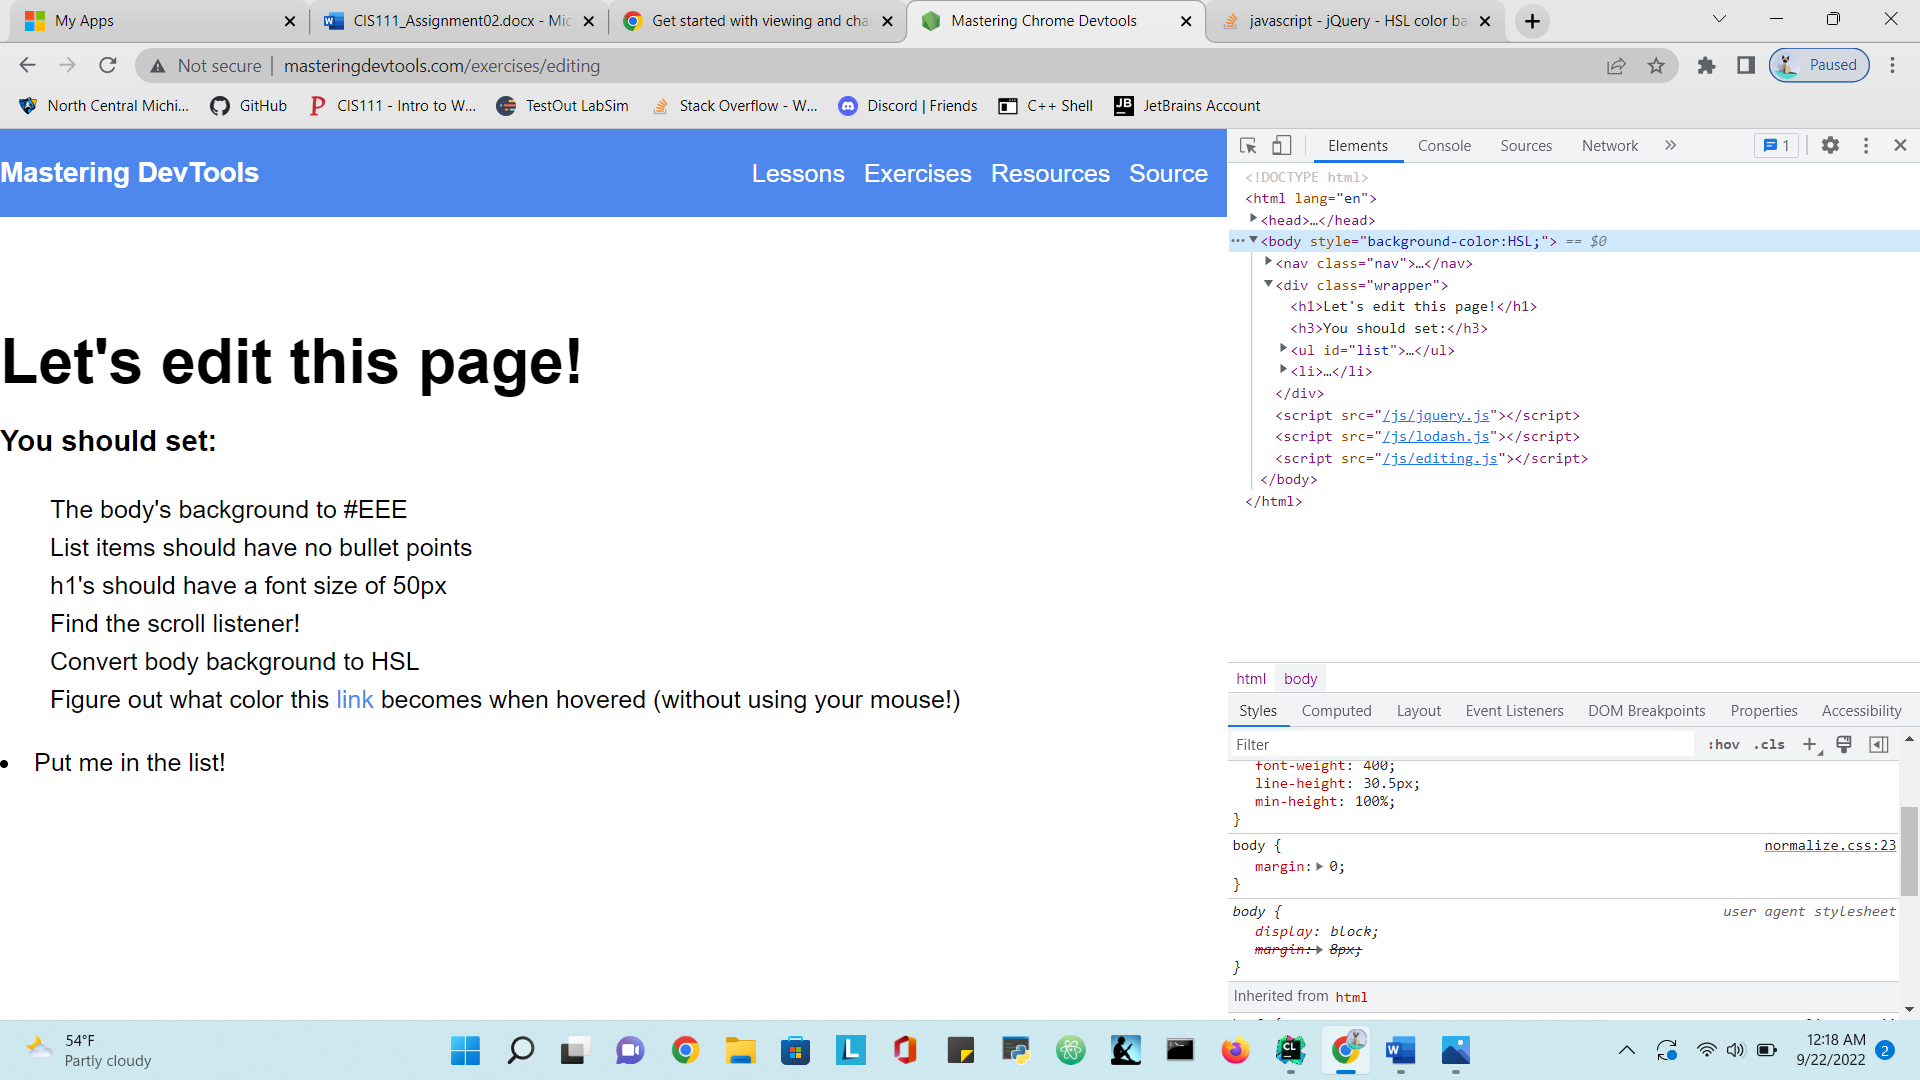 My Apps
CIS111_Assignment02.docx - Mic
Get started with viewing and cha
Mastering Chrome Devtools
javascript - jQuery - HSL color ba
Not secure | masteringdevtools.com/exercises/editing
Paused
North Central Michi...
GitHub
CIS111 - Intro to W...
TestOut LabSim
Stack Overflow - W...
Discord | Friends
C++ Shell
JetBrains Account
Mastering DevTools
Lessons Exercises Resources Source
Let's edit this page!
You should set:
The body's background to #EEE
List items should have no bullet points
h1's should have a font size of 50px
Find the scroll listener!
Convert body background to HSL
Figure out what color this link becomes when hovered (without using your mouse!)
Put me in the list!
Elements Console Sources Network » 1
<!DOCTYPE html>
<html lang="en">
<head>…</head>
<body style="background-color:HSL;"> == $0
<nav class="nav">…</nav>
<div class="wrapper">
<h1>Let's edit this page!</h1>
<h3>You should set:</h3>
<ul id="list">…</ul>
<li>…</li>
</div>
<script src="/js/jquery.js"></script>
<script src="/js/lodash.js"></script>
<script src="/js/editing.js"></script>
</body>
</html>
html body
Styles Computed Layout Event Listeners DOM Breakpoints Properties Accessibility
Filter :hov .cls
font-weight: 400;
line-height: 30.5px;
min-height: 100%;
}
body { normalize.css:23
margin: 0;
}
body { user agent stylesheet
display: block;
margin: 8px;
}
Inherited from html
54°F
Partly cloudy
12:18 AM
9/22/2022
2